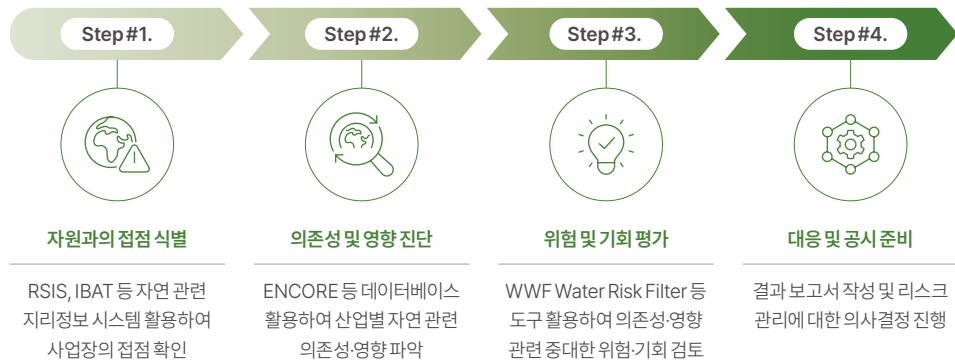 Step #1.
Step #2.
Step #3.
Step #4.
자원과의 접점 식별
RSIS, IBAT 등 자연 관련
지리정보 시스템 활용하여
사업장의 접점 확인
의존성 및 영향 진단
ENCORE 등 데이터베이스
활용하여 산업별 자연 관련
의존성·영향 파악
위험 및 기회 평가
WWF Water Risk Filter 등
도구 활용하여 의존성·영향
관련 중대한 위험·기회 검토
대응 및 공시 준비
결과 보고서 작성 및 리스크
관리에 대한 의사결정 진행